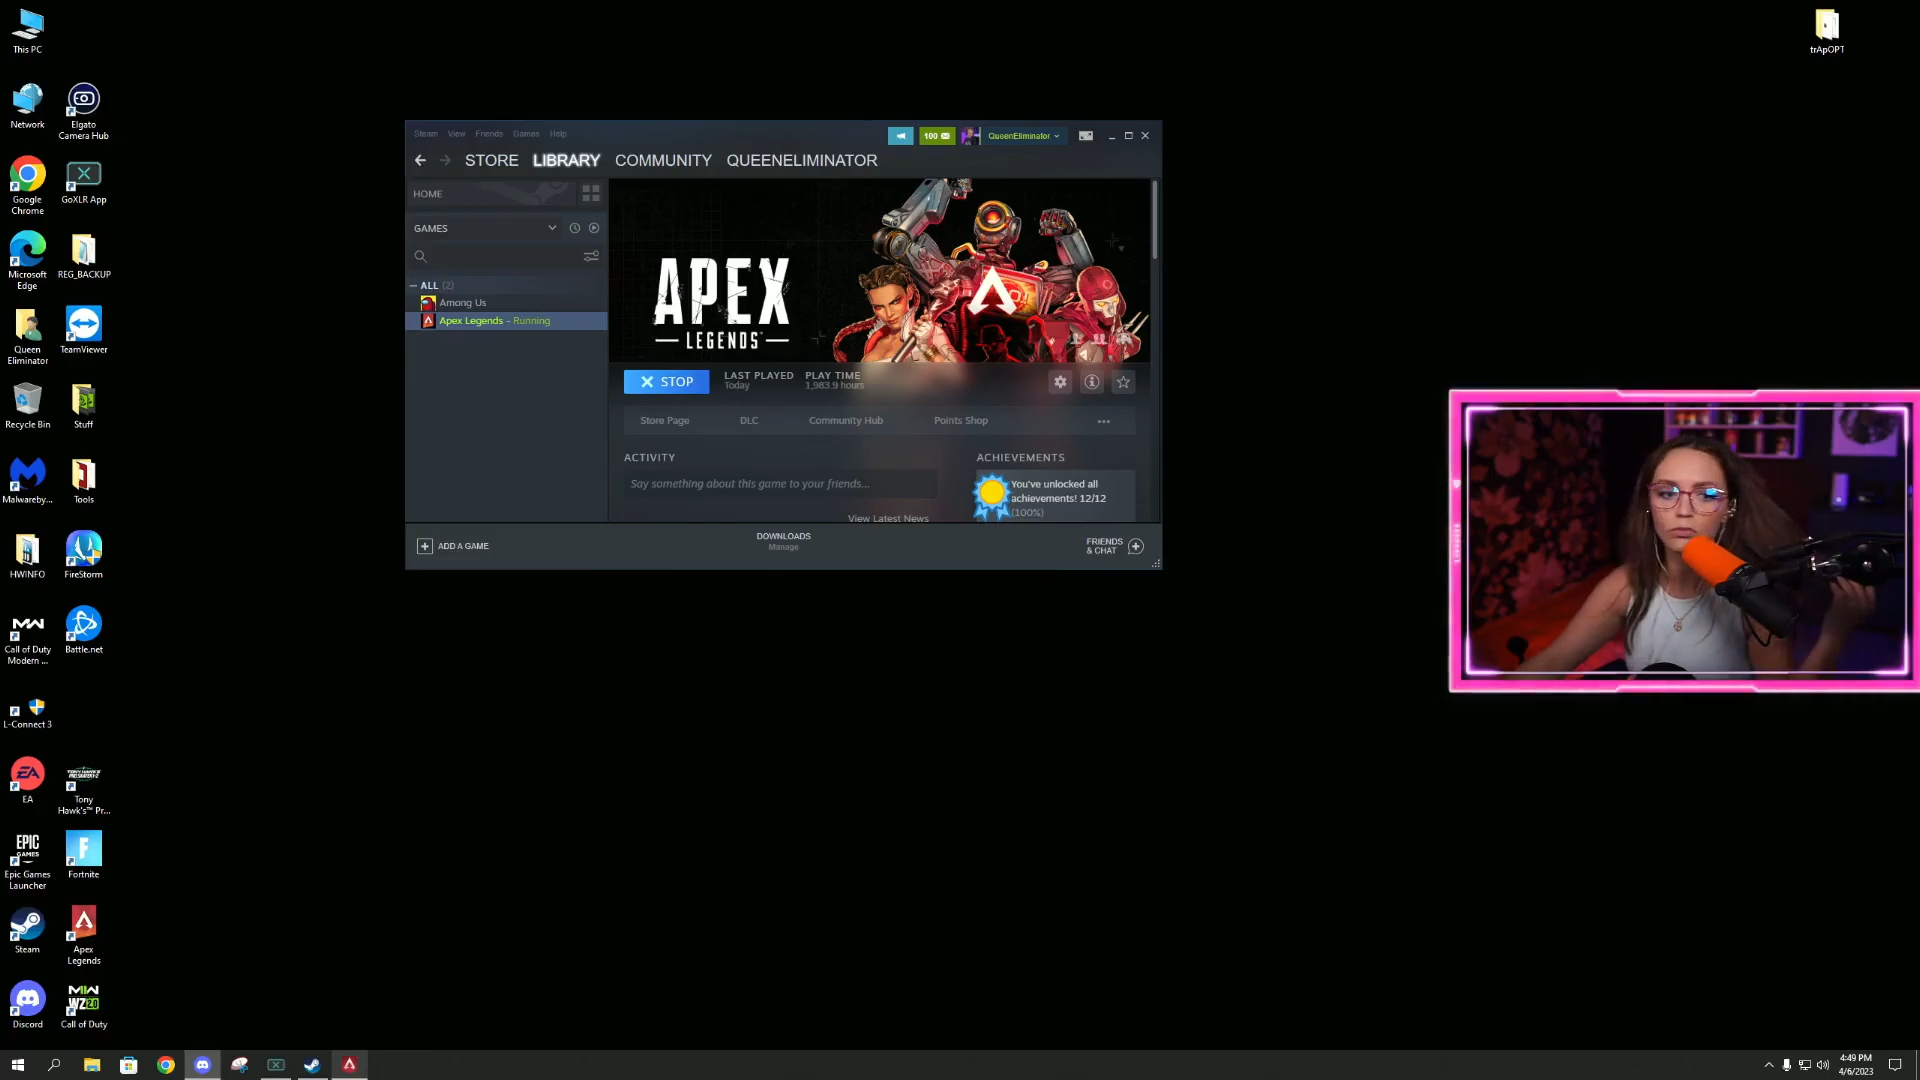 This PC
trApOPT
Network
Elgato
Camera Hub
Google
Chrome
GoXLR App
Microsoft
Edge
REG_BACKUP
Queen
Eliminator
TeamViewer
Recycle Bin
Stuff
Malwareby...
Tools
HWINFO
FireStorm
Call of Duty
Modern ...
Battle.net
L-Connect 3
EA
Tony
Hawk's™ Pr...
EPIC
GAMES
Epic Games
Launcher
Fortnite
Steam
Apex
Legends
Discord
MW
WZ 2.0
Call of Duty
Steam View Friends Games Help
100
QueenEliminator
STORE LIBRARY COMMUNITY QUEENELIMINATOR
HOME
GAMES
ALL (2)
Among Us
Apex Legends - Running
APEX
LEGENDS
STOP
LAST PLAYED
Today
PLAY TIME
1,983.9 hours
Store Page DLC Community Hub Points Shop
ACTIVITY
Say something about this game to your friends...
View Latest News
ACHIEVEMENTS
You've unlocked all
achievements! 12/12
(100%)
ADD A GAME
DOWNLOADS
Manage
FRIENDS
& CHAT
4:49 PM
4/6/2023